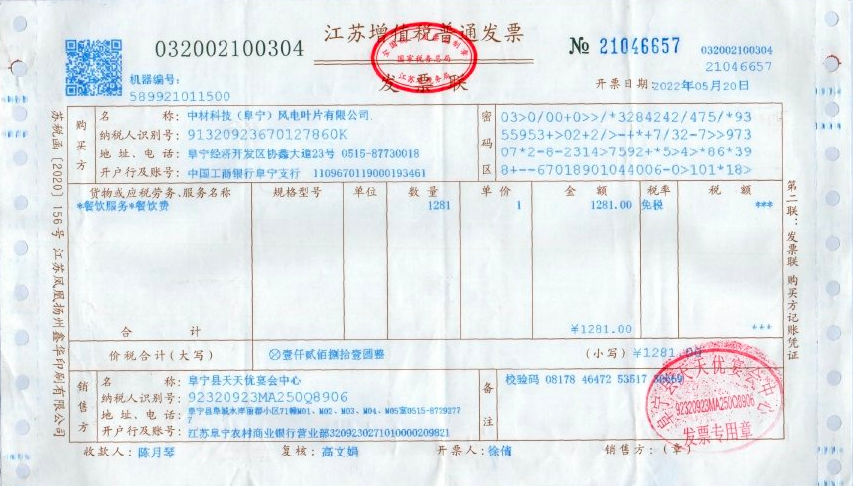 032002100304
江苏增值税普通发票
发票联
国家税务总局
№ 21046657
032002100304
21046657
机器编号:
589921011500
开票日期:2022年05月20日
购买方
名 称: 中材科技（阜宁）风电叶片有限公司.
纳税人识别号: 91320923670127860K
地 址、电 话: 阜宁经济开发区协鑫大道23号 0515-87730018
开户行及账号: 中国工商银行阜宁支行 1109670119000193461
密码区
03>0/00+0>>/*3284242/475/*93
55953+>02+2/>-+*+7/32-7>>973
07*2-8-2314>7592+*5>4>*86*39
8+--67018901044006-0>101*18>
货物或应税劳务、服务名称 规格型号 单位 数 量 单 价 金 额 税率 税 额
*餐饮服务*餐饮费 1281 1 1281.00 免税 ***
合 计 ¥1281.00 ***
价税合计(大写) ⊗壹仟贰佰捌拾壹圆整 (小写) ¥1281.00
销售方
名 称: 阜宁县天天优宴会中心
纳税人识别号: 92320923MA250Q8906
地 址、电 话: 阜宁县阜城水岸丽都小区71幢M01、M02、M03、M04、M05室0515-87292777
开户行及账号: 江苏阜宁农村商业银行营业部3209230271010000209821
备注
校验码 08178 46472 53517
阜宁县天天优宴会中心
92320923MA250Q8906
发票专用章
收款人: 陈月琴 复核: 高文娟 开票人: 徐倩 销售方: (章)
苏税函〔2020〕156号 江苏凤凰扬州鑫华印刷有限公司
第二联：发票联 购买方记账凭证